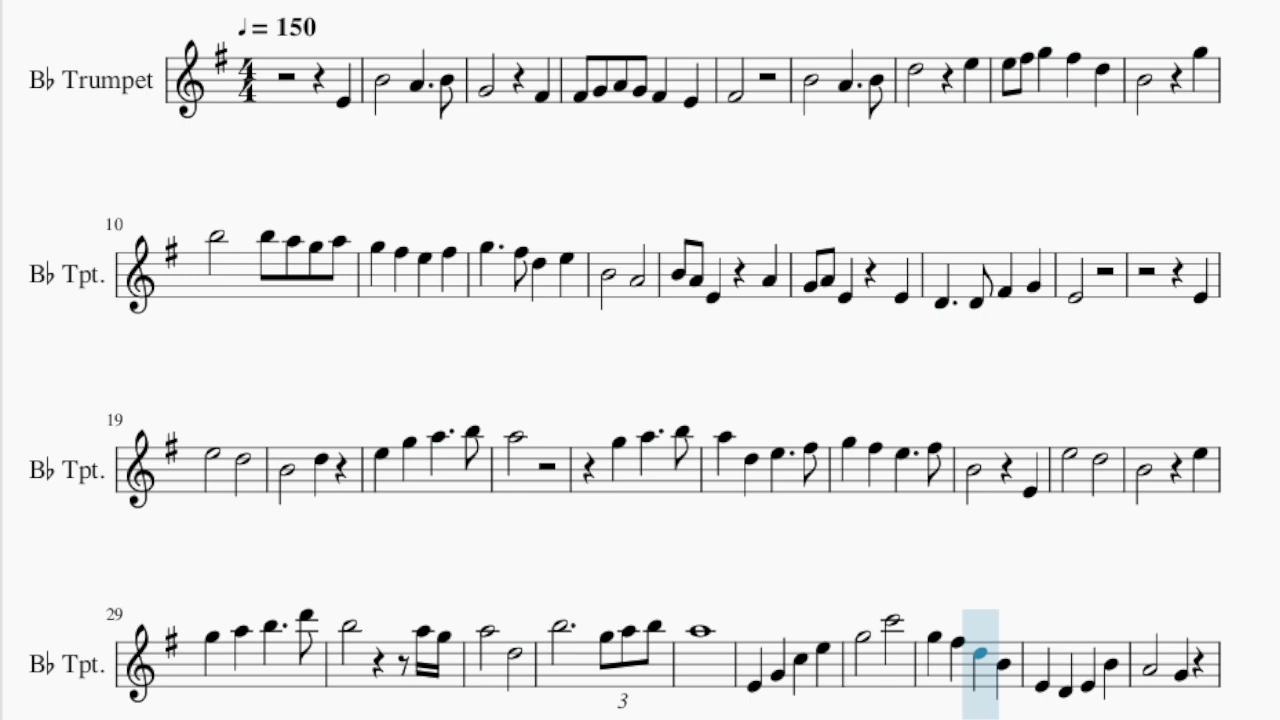 ♩ = 150
B♭ Trumpet
4
4
10
B♭ Tpt.
19
B♭ Tpt.
29
B♭ Tpt.
3